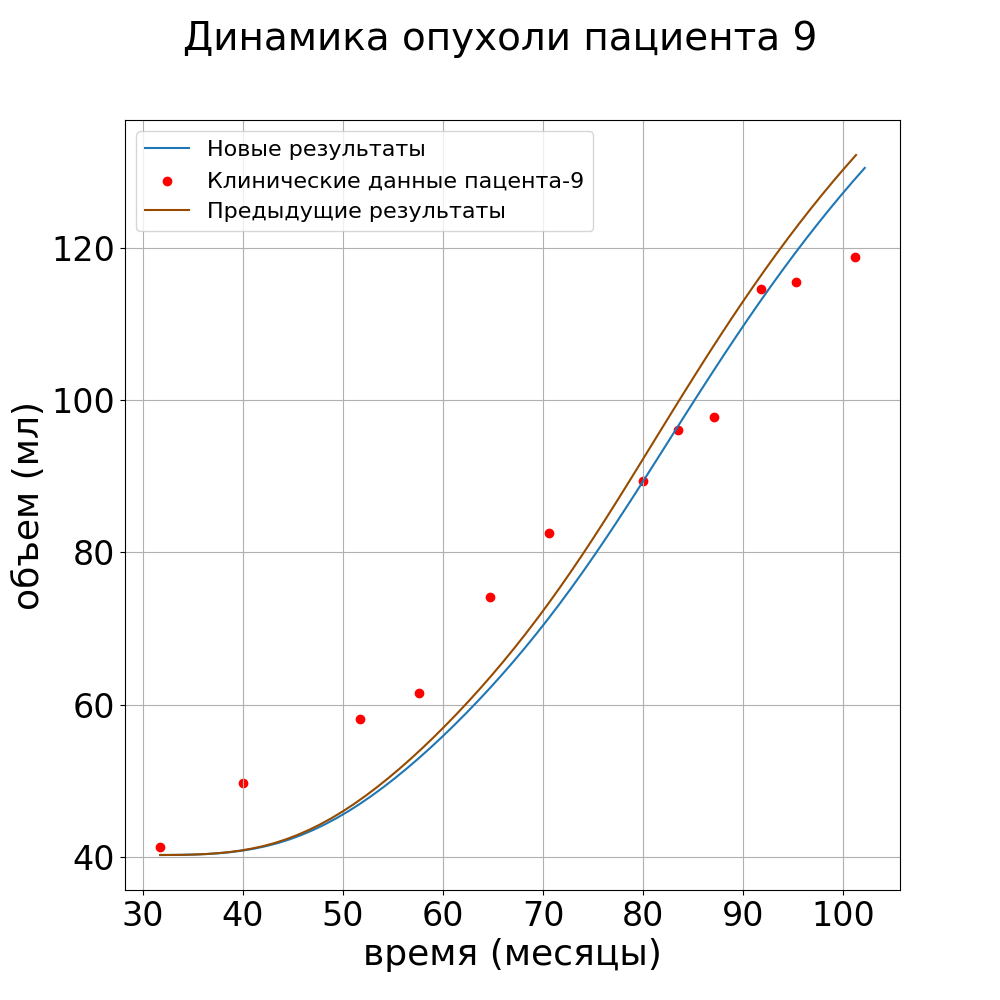 Динамика опухоли пациента 9
Новые результаты
Клинические данные пацента-9
Предыдущие результаты
120
100
80
60
40
объем (мл)
30 40 50 60 70 80 90 100
время (месяцы)